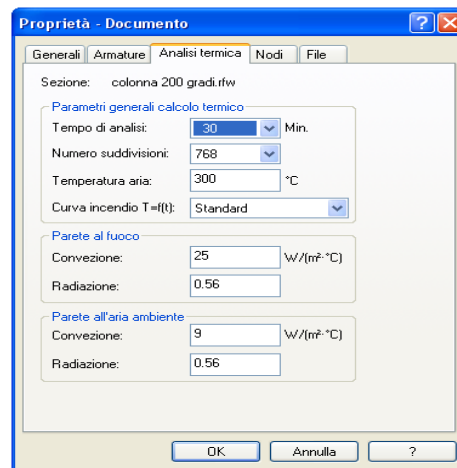 Proprietà - Documento ?
Generali Armature Analisi termica Nodi File
Sezione: colonna 200 gradi.rfw
Parametri generali calcolo termico
Tempo di analisi: 30 Min.
Numero suddivisioni: 768
Temperatura aria: 300 °C
Curva incendio T=f(t): Standard
Parete al fuoco
Convezione: 25 W/(m²·°C)
Radiazione: 0.56
Parete all'aria ambiente
Convezione: 9 W/(m²·°C)
Radiazione: 0.56
OK Annulla ?